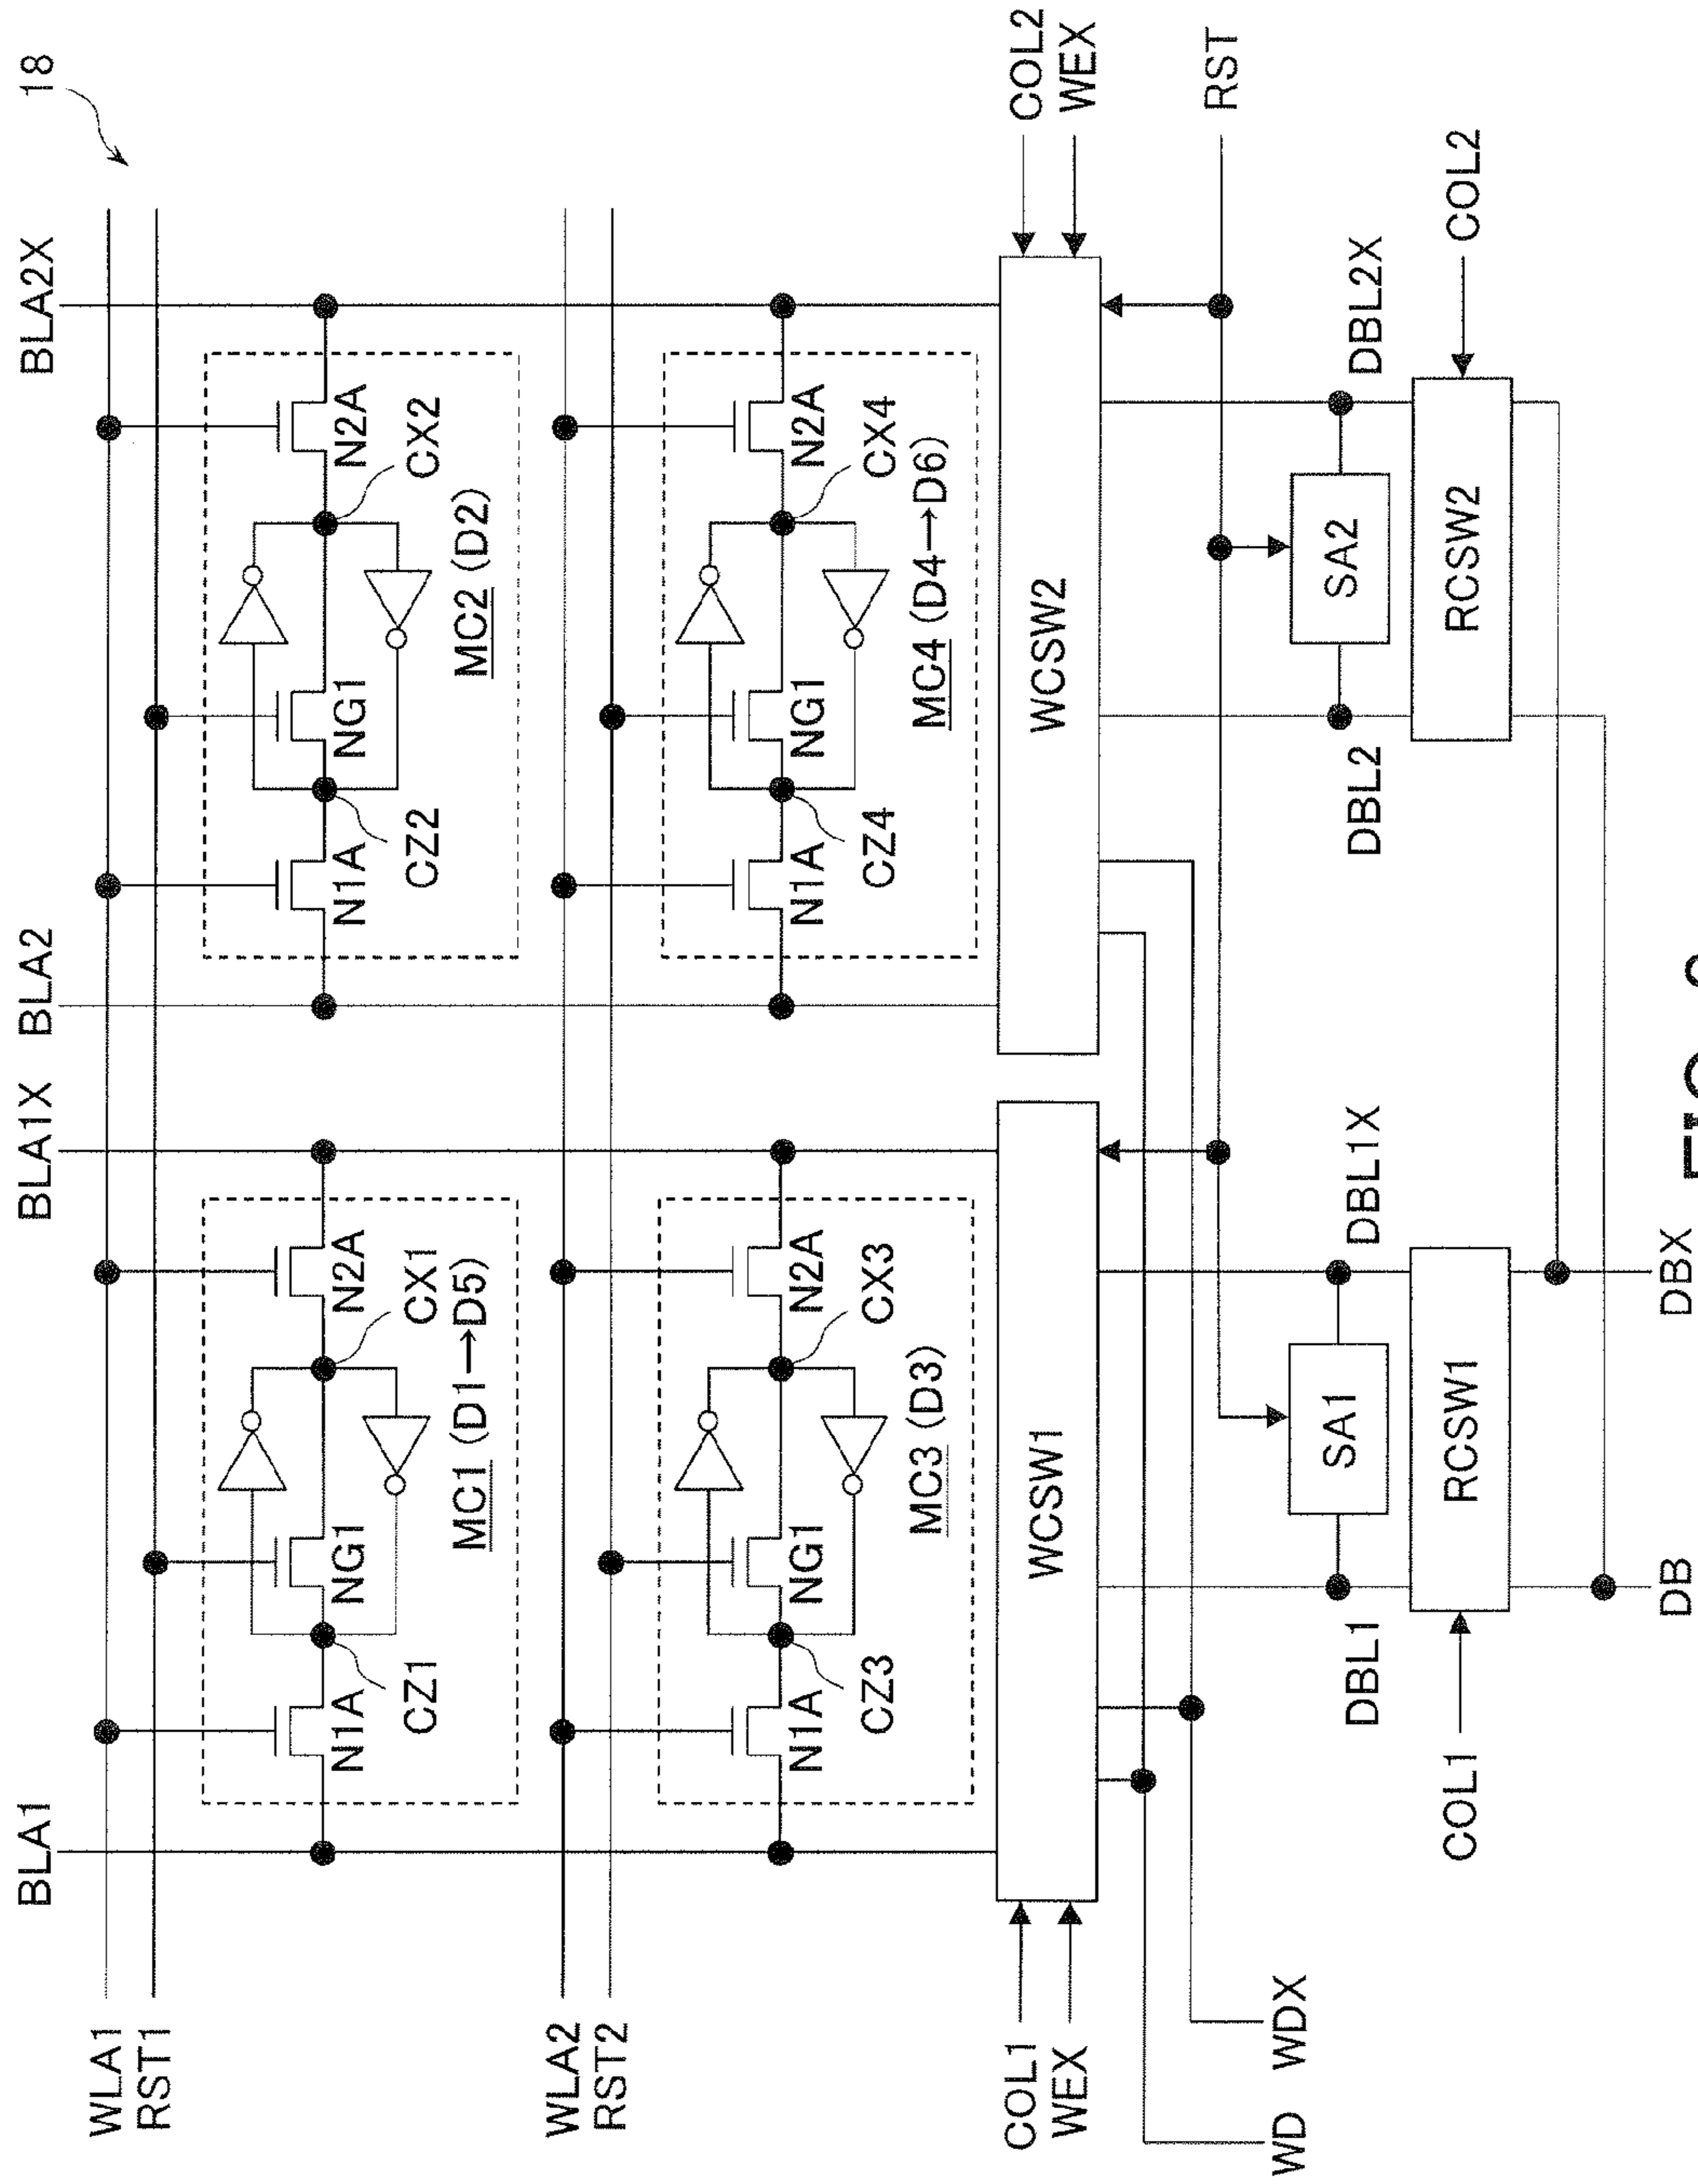 BLA1 BLA1X BLA2 BLA2X 18
WLA1
RST1
N1A NG1 N2A N1A NG1 N2A
CZ1 CX1 CZ2 CX2
MC1 (D1→D5) MC2 (D2)
WLA2
RST2
N1A NG1 N2A N1A NG1 N2A
CZ3 CX3 CZ4 CX4
MC3 (D3) MC4 (D4→D6)
COL1 COL2
WEX WCSW1 WCSW2 WEX
RST
WD WDX
SA1 SA2
DBL1 DBL1X DBL2 DBL2X
COL1 RCSW1 RCSW2 COL2
DB DBX
FIG.